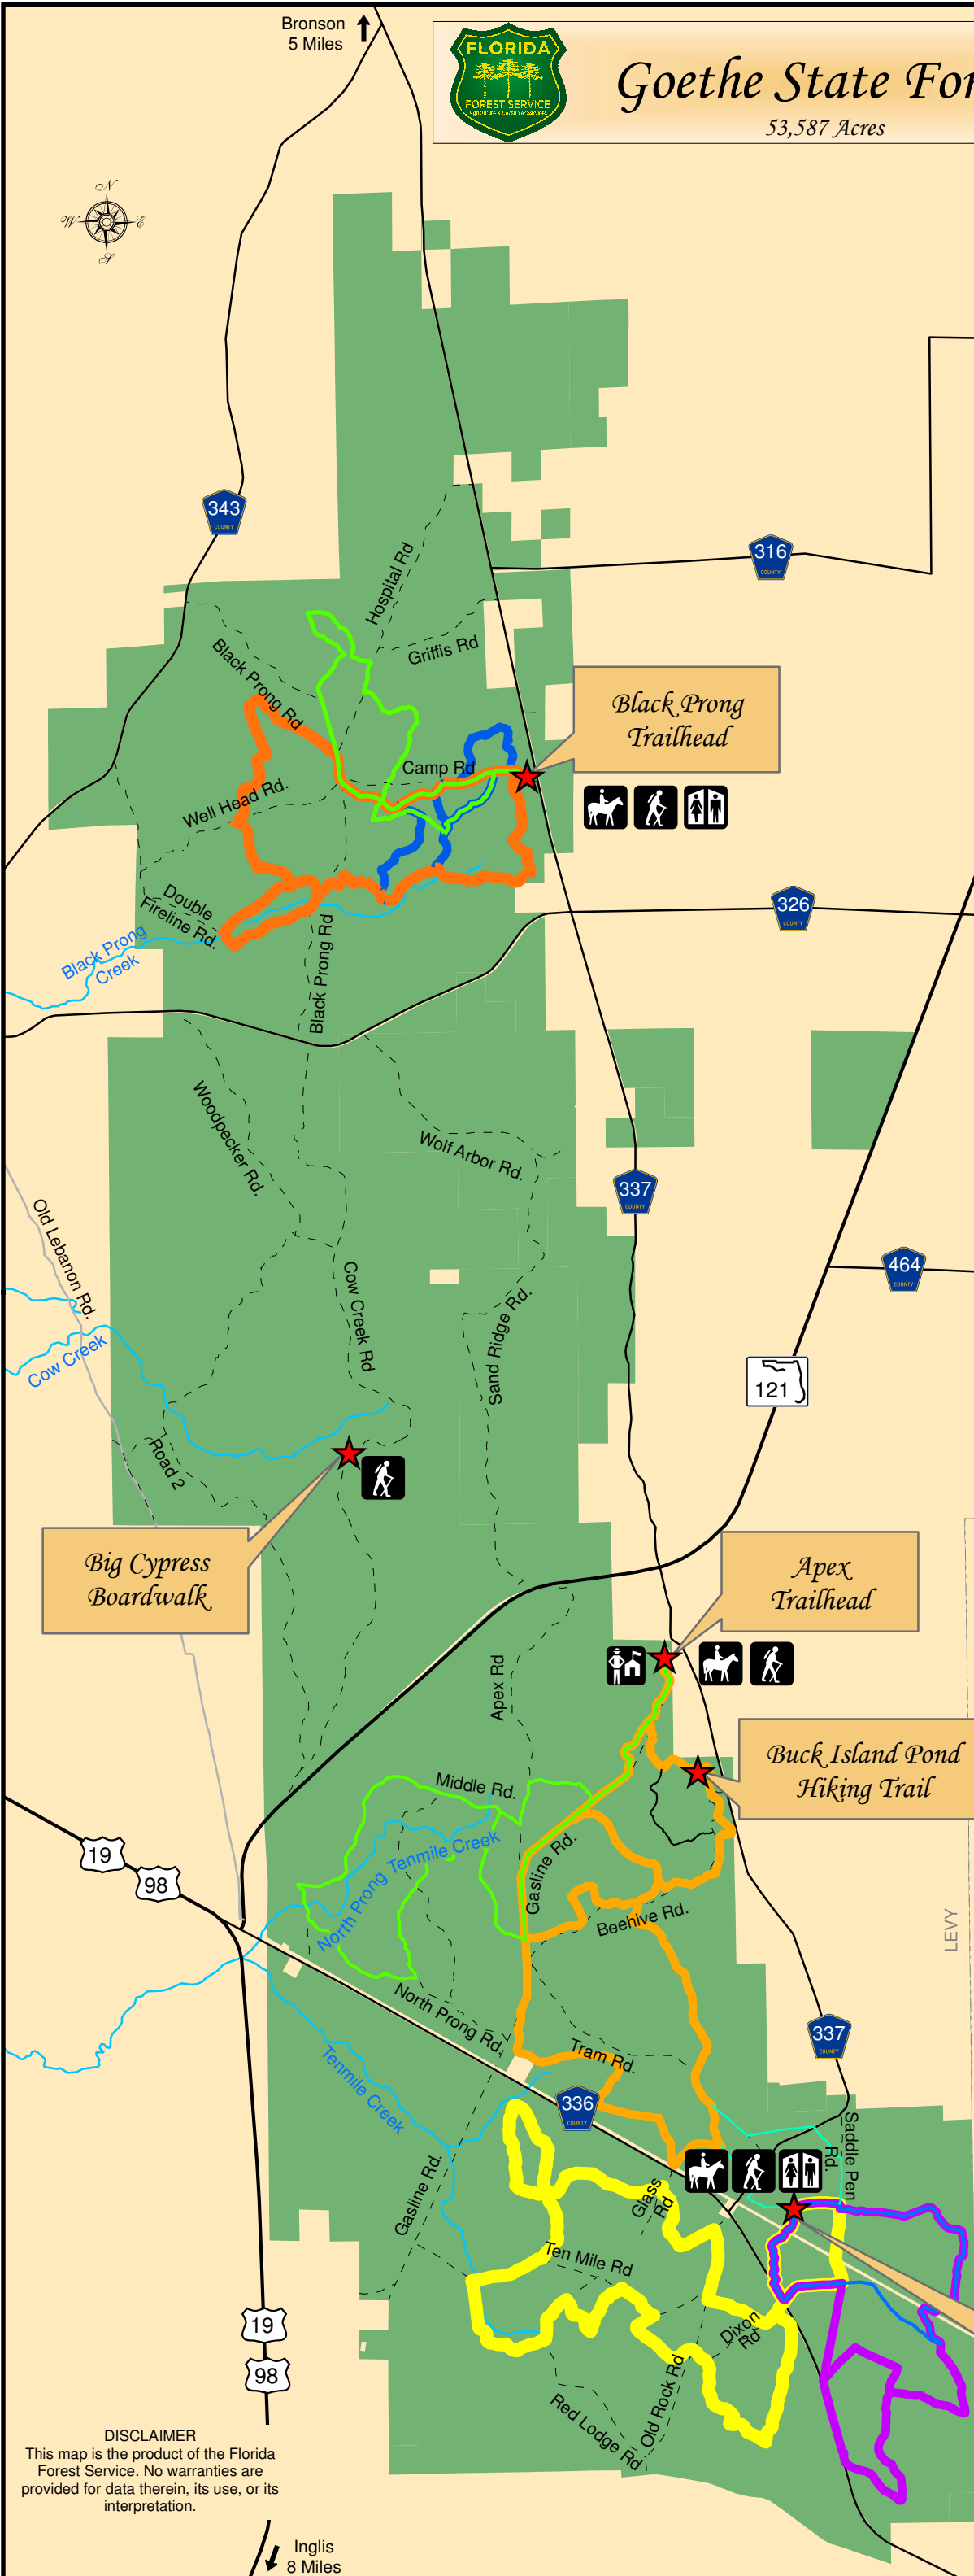 Bronson
5 Miles
FLORIDA
FOREST SERVICE
Goethe State For
53,587 Acres
N
W
E
S
343
COUNTY
316
COUNTY
Hospital Rd
Griffis Rd
Black Prong Rd
Black Prong
Trailhead
Camp Rd
Well Head Rd.
Double
Fireline Rd.
326
COUNTY
Black Prong
Creek
Black Prong Rd
Woodpecker Rd.
Wolf Arbor Rd.
337
COUNTY
Old Lebanon Rd.
464
COUNTY
Cow Creek Rd
Sand Ridge Rd.
Cow Creek
121
Road 2
Big Cypress
Boardwalk
Apex
Trailhead
Apex Rd
Buck Island Pond
Hiking Trail
Middle Rd.
19
98
North Prong Tenmile Creek
Gasline Rd.
Beehive Rd.
LEVY
North Prong Rd.
Tram Rd.
337
COUNTY
Tenmile Creek
336
COUNTY
Saddle Pen
Rd.
Gasline Rd.
Glass
Rd
Ten Mile Rd
Dixon
Rd
19
98
Old Rock Rd
Red Lodge Rd
DISCLAIMER
This map is the product of the Florida
Forest Service. No warranties are
provided for data therein, its use, or its
interpretation.
Inglis
8 Miles